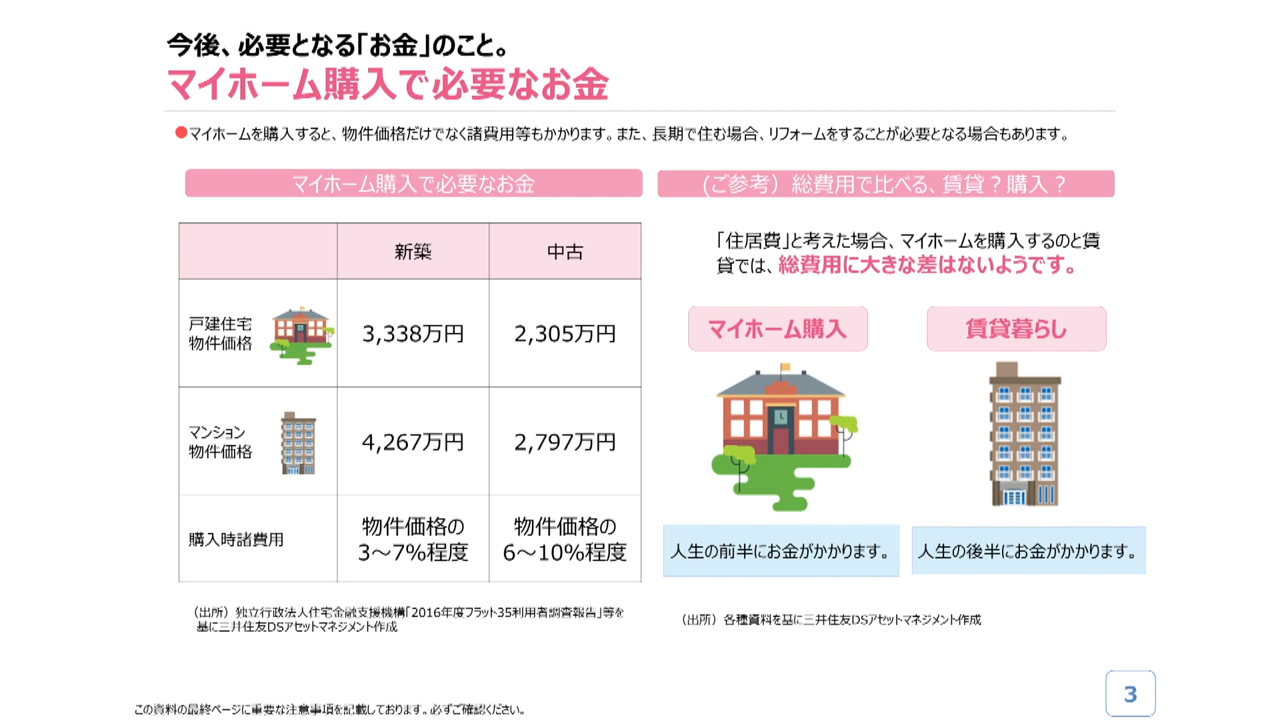 今後、必要となる「お金」のこと。
マイホーム購入で必要なお金
●マイホームを購入すると、物件価格だけでなく諸費用等もかかります。また、長期で住む場合、リフォームをすることが必要となる場合もあります。
マイホーム購入で必要なお金
新築
中古
戸建住宅
物件価格
3,338万円
2,305万円
マンション
物件価格
4,267万円
2,797万円
購入時諸費用
物件価格の
3～7%程度
物件価格の
6～10%程度
（出所）独立行政法人住宅金融支援機構「2016年度フラット35利用者調査報告」等を
基に三井住友DSアセットマネジメント作成
（ご参考）総費用で比べる、賃貸？購入？
「住居費」と考えた場合、マイホームを購入するのと賃
貸では、総費用に大きな差はないようです。
マイホーム購入
賃貸暮らし
人生の前半にお金がかかります。
人生の後半にお金がかかります。
（出所）各種資料を基に三井住友DSアセットマネジメント作成
この資料の最終ページに重要な注意事項を記載しております。必ずご確認ください。
3